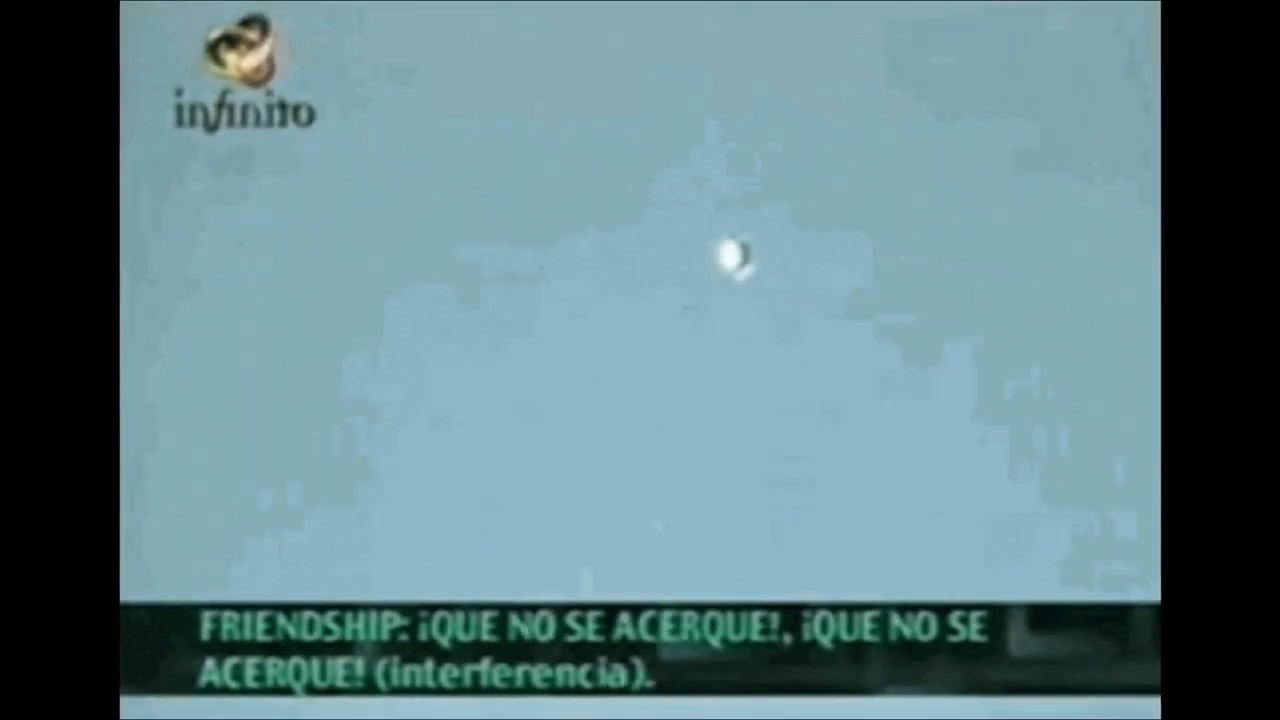 infinito
FRIENDSHIP: ¡QUE NO SE ACERQUE!, ¡QUE NO SE
ACERQUE! (interferencia).